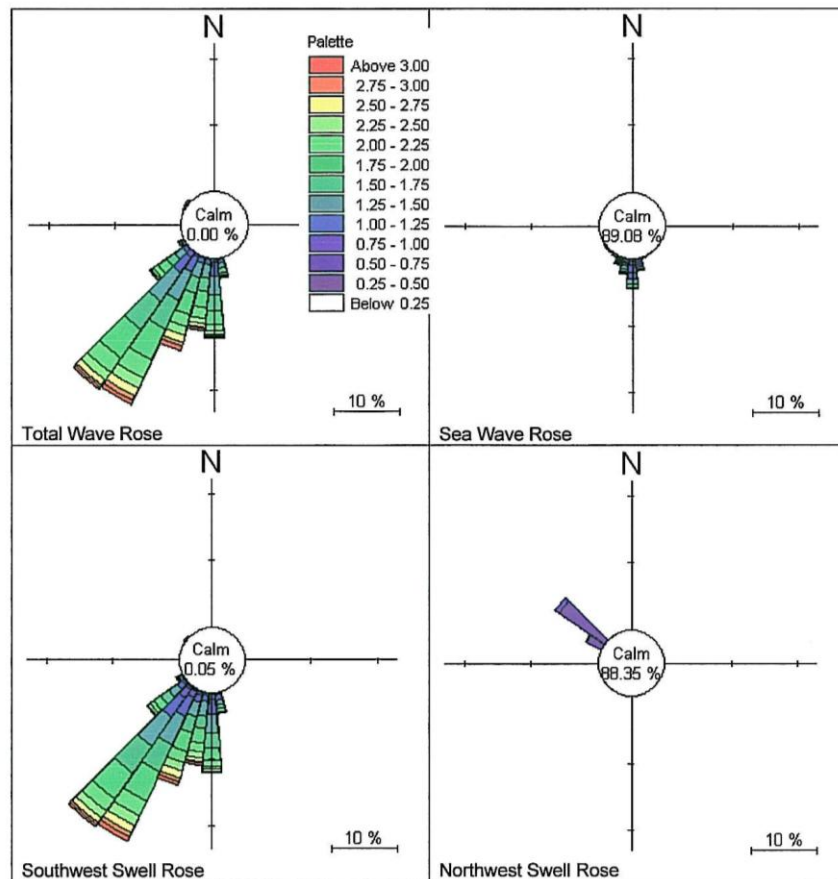 N
Calm
0.00 %
Palette
Above 3.00
2.75 - 3.00
2.50 - 2.75
2.25 - 2.50
2.00 - 2.25
1.75 - 2.00
1.50 - 1.75
1.25 - 1.50
1.00 - 1.25
0.75 - 1.00
0.50 - 0.75
0.25 - 0.50
Below 0.25
10 %
Total Wave Rose
N
Calm
89.08 %
10 %
Sea Wave Rose
N
Calm
0.05 %
10 %
Southwest Swell Rose
N
Calm
88.35 %
10 %
Northwest Swell Rose